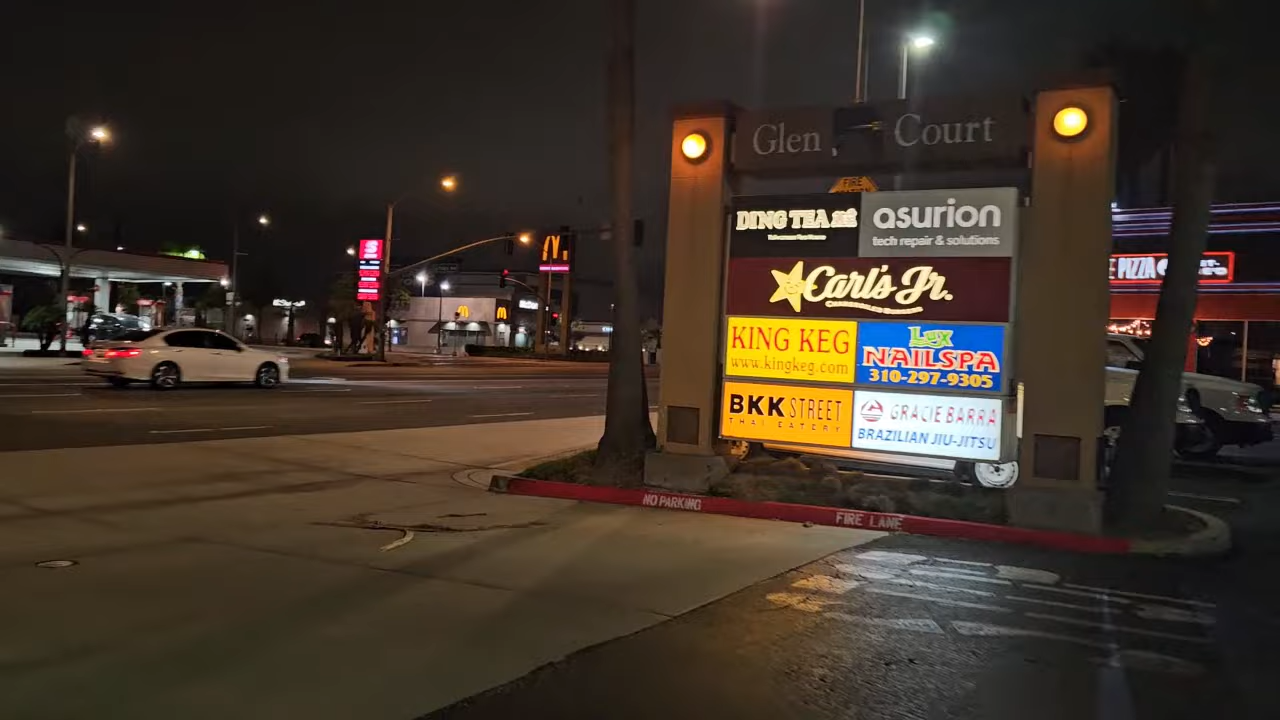 Glen Court
FIRE
DING TEA
asurion
tech repair & solutions
Carl's Jr.
KING KEG
www.kingkeg.com
Lux
NAILSPA
310-297-9305
BKK STREET
THAI EATERY
GRACIE BARRA
BRAZILIAN JIU-JITSU
PIZZA
NO PARKING
FIRE LANE